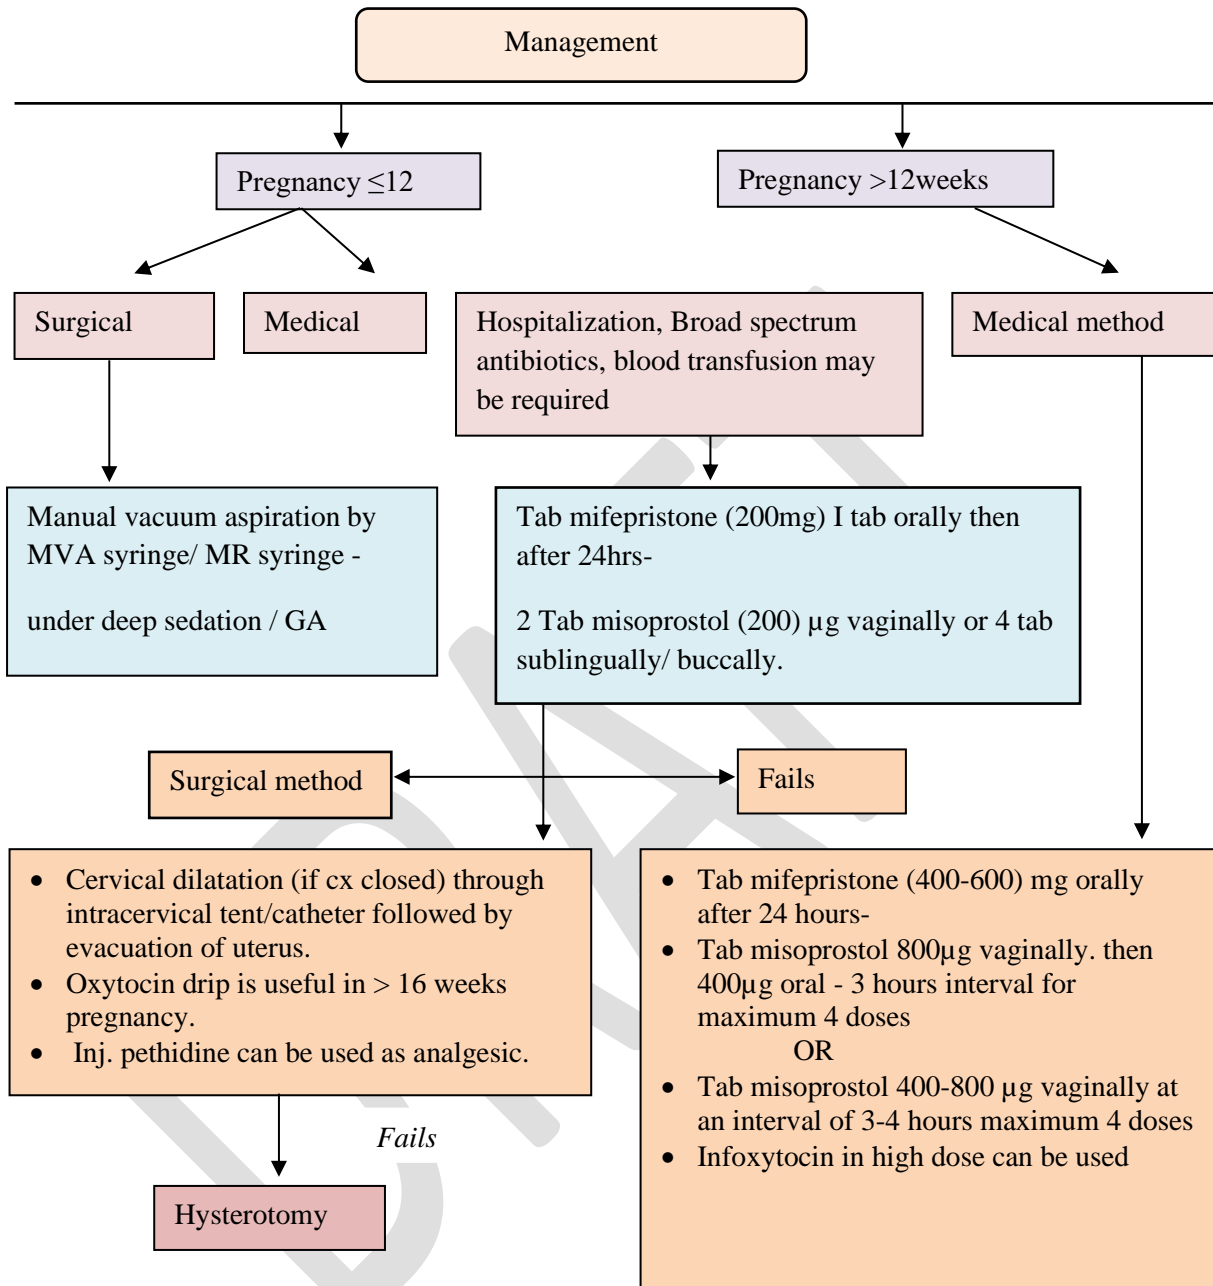 Management
Pregnancy ≤12
Pregnancy >12weeks
Surgical
Medical
Hospitalization, Broad spectrum
antibiotics, blood transfusion may
be required
Medical method
Manual vacuum aspiration by
MVA syringe/ MR syringe -
under deep sedation / GA
Tab mifepristone (200mg) I tab orally then
after 24hrs-
2 Tab misoprostol (200) µg vaginally or 4 tab
sublingually/ buccally.
Surgical method
Fails
• Cervical dilatation (if cx closed) through
intracervical tent/catheter followed by
evacuation of uterus.
• Oxytocin drip is useful in > 16 weeks
pregnancy.
• Inj. pethidine can be used as analgesic.
Fails
Hysterotomy
• Tab mifepristone (400-600) mg orally
after 24 hours-
• Tab misoprostol 800µg vaginally. then
400µg oral - 3 hours interval for
maximum 4 doses
OR
• Tab misoprostol 400-800 µg vaginally at
an interval of 3-4 hours maximum 4 doses
• Infoxytocin in high dose can be used
DRAFT